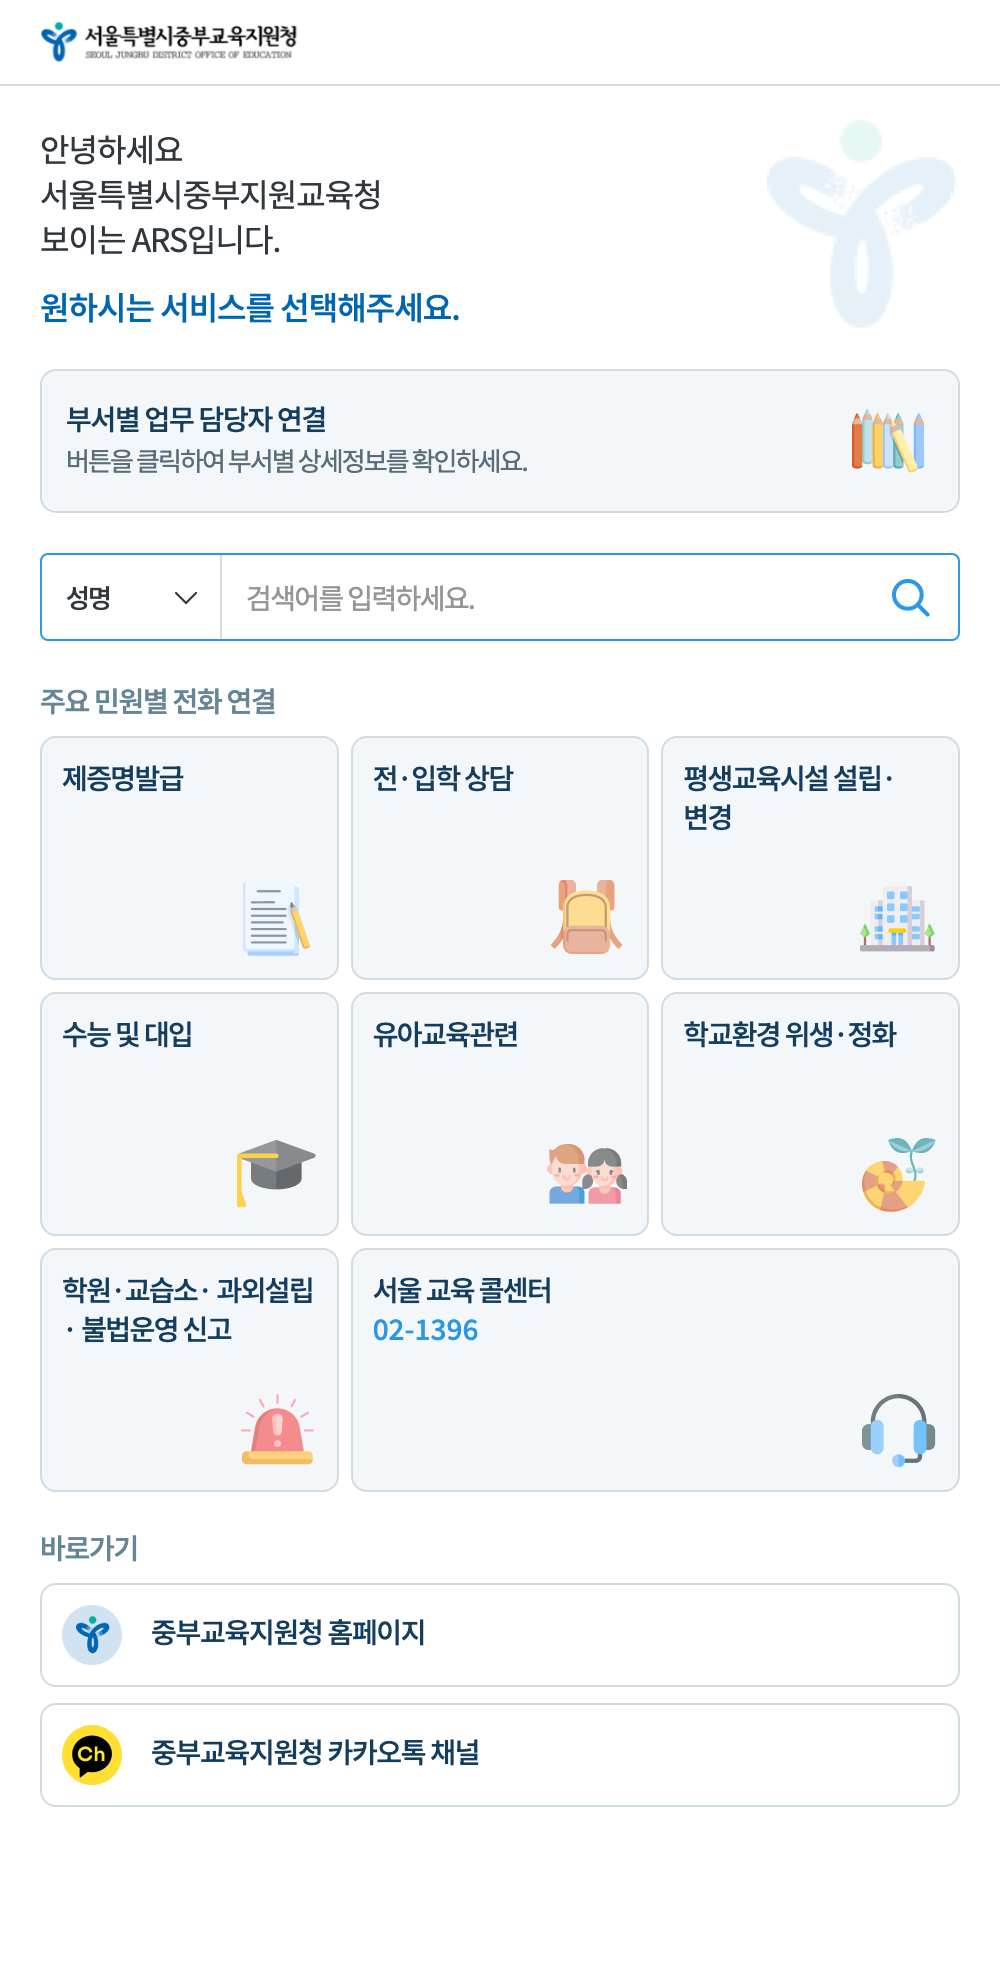 서울특별시중부교육지원청
SEOUL JUNGBU DISTRICT OFFICE OF EDUCATION
안녕하세요
서울특별시중부지원교육청
보이는 ARS입니다.
원하시는 서비스를 선택해주세요.
부서별 업무 담당자 연결
버튼을 클릭하여 부서별 상세정보를 확인하세요.
성명
검색어를 입력하세요.
주요 민원별 전화 연결
제증명발급
전·입학 상담
평생교육시설 설립·
변경
수능 및 대입
유아교육관련
학교환경 위생·정화
학원·교습소· 과외설립
· 불법운영 신고
서울 교육 콜센터
02-1396
바로가기
중부교육지원청 홈페이지
Ch
중부교육지원청 카카오톡 채널